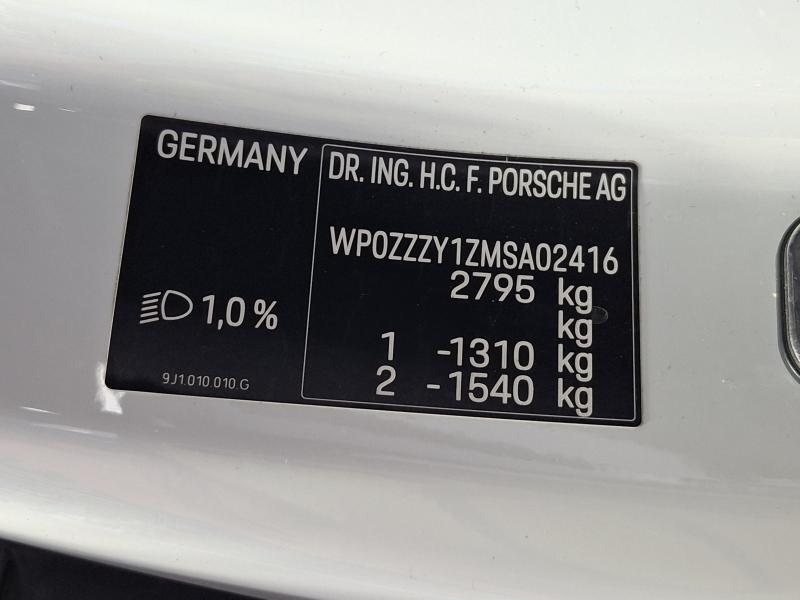 GERMANY
1,0 %
9J1.010.010 G
DR. ING. H.C. F. PORSCHE AG
WP0ZZZY1ZMSA02416
2795 kg
kg
1 -1310 kg
2 -1540 kg